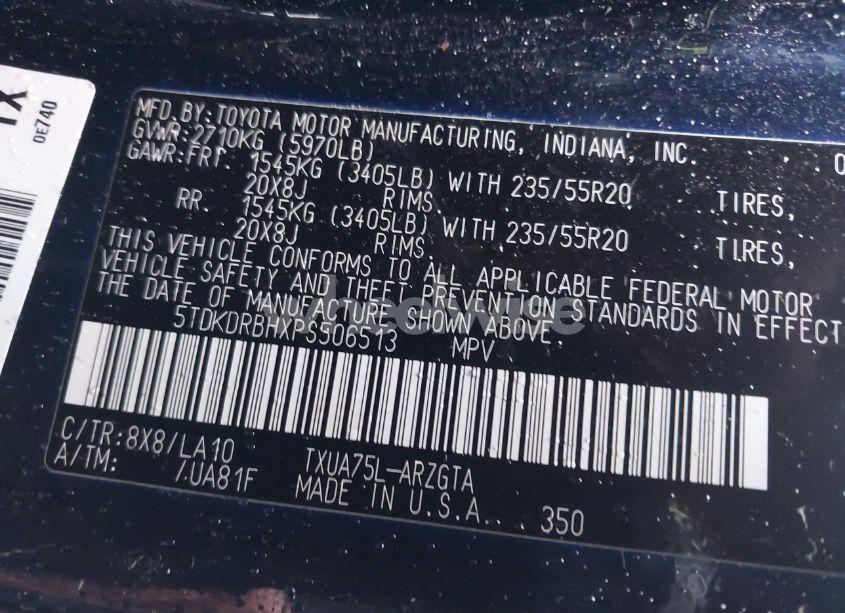 MFD.BY:TOYOTA MOTOR MANUFACTURING, INDIANA, INC. 0
GVWR:2710KG (5970LB)
GAWR:FRT. 1545KG (3405LB) WITH 235/55R20 TIRES,
20X8J RIMS.
RR. 1545KG (3405LB) WITH 235/55R20 TIRES,
20X8J RIMS.
THIS VEHICLE CONFORMS TO ALL APPLICABLE FEDERAL MOTOR
VEHICLE SAFETY AND THEFT PREVENTION STANDARDS IN EFFECT
THE DATE OF MANUFACTURE SHOWN ABOVE.
5TDKDRBHXPS506513 MPV
C/TR:8X8/LA10 TXUA75L-ARZGTA
A/TM: /UA81F MADE IN U.S.A. 350
0E740